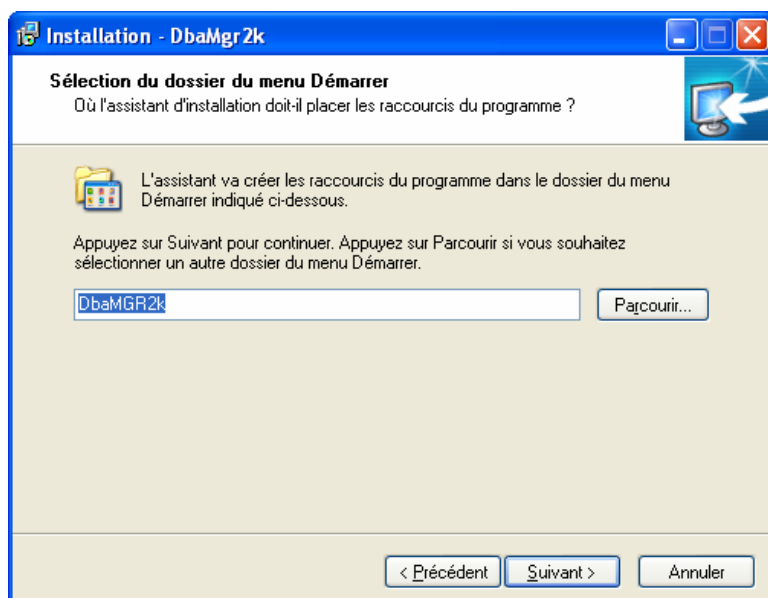 Installation - DbaMgr2k
Sélection du dossier du menu Démarrer
Où l'assistant d'installation doit-il placer les raccourcis du programme ?
L'assistant va créer les raccourcis du programme dans le dossier du menu
Démarrer indiqué ci-dessous.
Appuyez sur Suivant pour continuer. Appuyez sur Parcourir si vous souhaitez
sélectionner un autre dossier du menu Démarrer.
DbaMGR2k
Parcourir...
< Précédent
Suivant >
Annuler